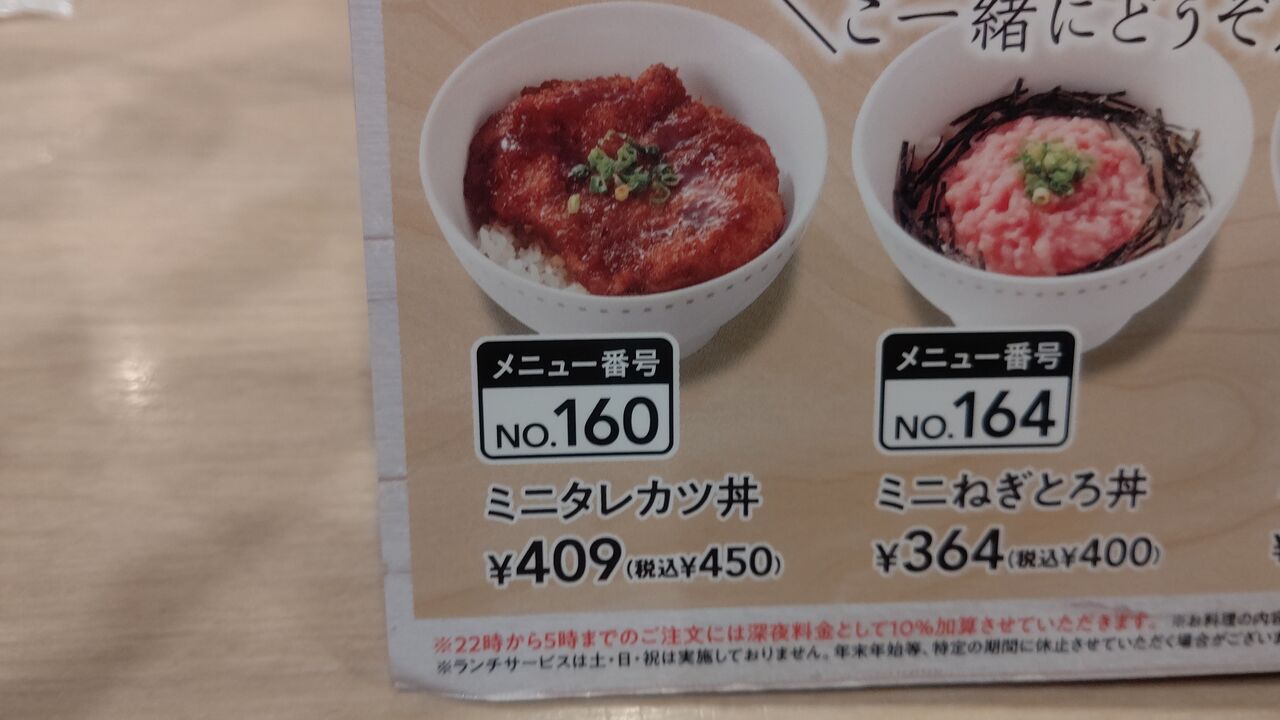 ＼ご一緒にどうぞ
メニュー番号
NO.160
ミニタレカツ丼
¥409(税込¥450)
メニュー番号
NO.164
ミニねぎとろ丼
¥364(税込¥400)
※22時から5時までのご注文には深夜料金として10%加算させていただきます。 ※お料理の内容
※ランチサービスは土・日・祝は実施しておりません。年末年始等、特定の期間に休止させていただく場合がござい